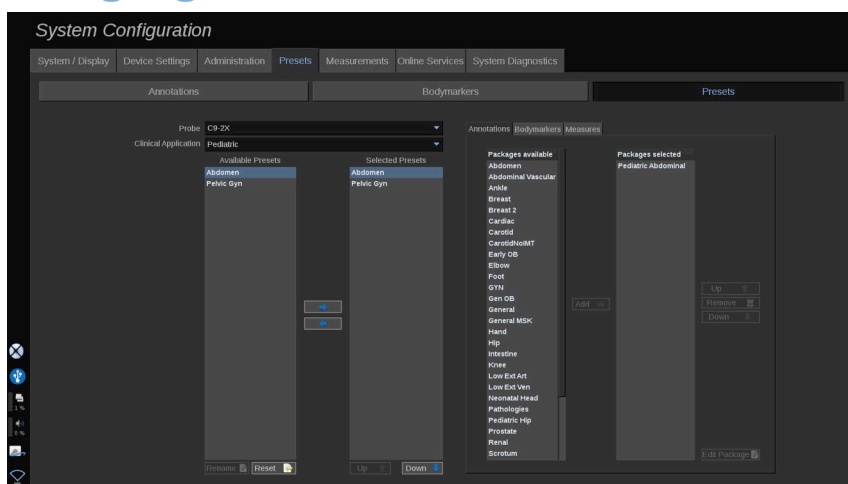 System Configuration
System / Display Device Settings Administration Presets Measurements Online Services System Diagnostics
Annotations Bodymarkers Presets
Probe C9-2X
Clinical Application Pediatric
Available Presets Selected Presets
Abdomen Abdomen
Pelvic Gyn Pelvic Gyn
Rename Reset Up Down
Annotations Bodymarkers Measures
Packages available Packages selected
Abdomen Pediatric Abdominal
Abdominal Vascular
Ankle
Breast
Breast 2
Cardiac
Carotid
CarotidNoIMT
Early OB
Elbow
Foot
GYN
Gen OB
General
General MSK
Hand
Hip
Intestine
Knee
Low Ext Art
Low Ext Ven
Neonatal Head
Pathologies
Pediatric Hip
Prostate
Renal
Scrotum
Add
Up
Remove
Down
Edit Package
1 %
0 %